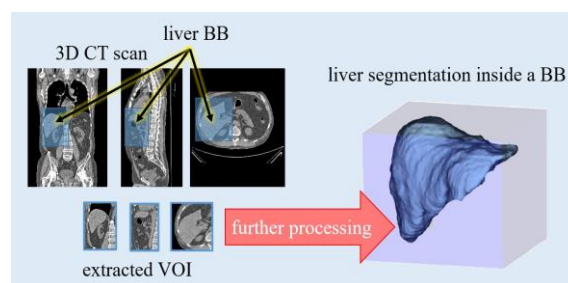 liver BB
3D CT scan
liver segmentation inside a BB
further processing
extracted VOI